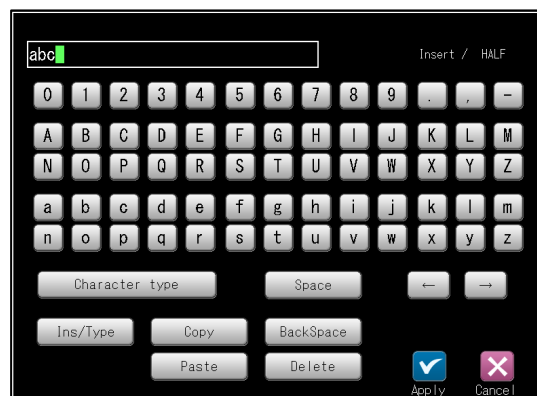 abc
Insert / HALF
0 1 2 3 4 5 6 7 8 9 . , -
A B C D E F G H I J K L M
N O P Q R S T U V W X Y Z
a b c d e f g h i j k l m
n o p q r s t u v w x y z
Character type Space ← →
Ins/Type Copy BackSpace
Paste Delete
Apply Cancel